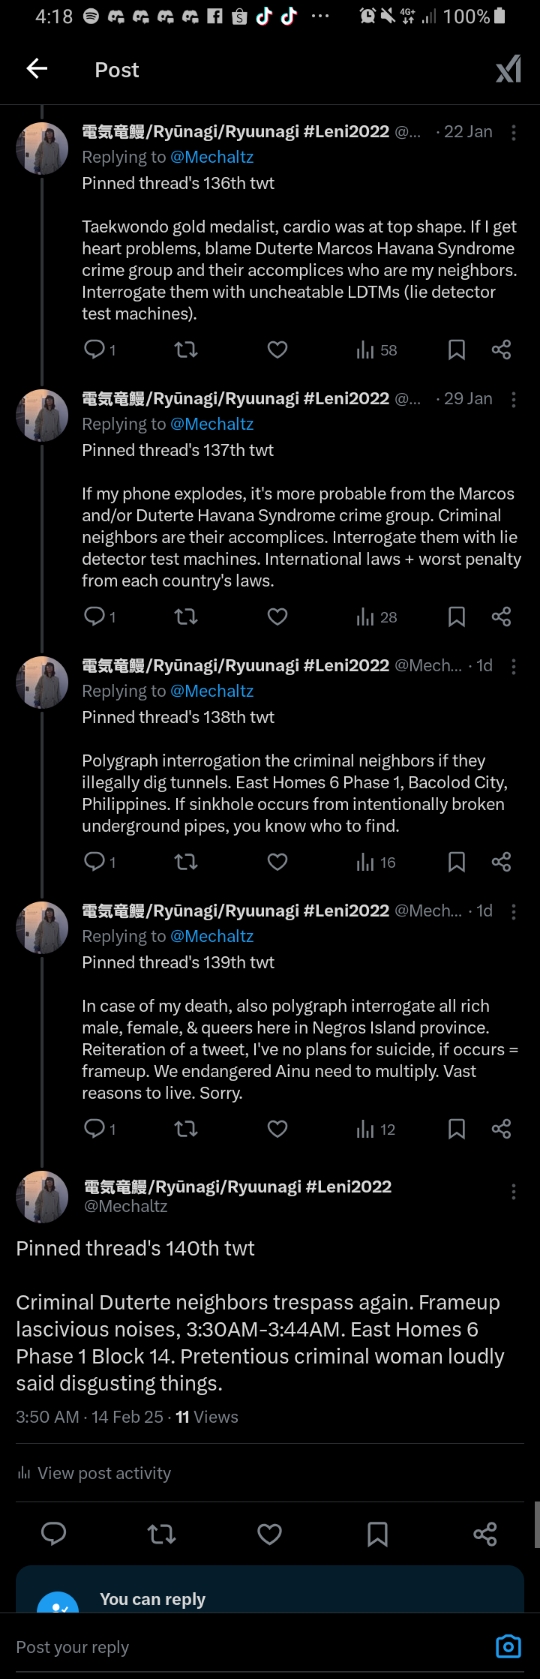 4:18 100%
Post
電気竜鰻/Ryūnagi/Ryuunagi #Leni2022 @... · 22 Jan
Replying to @Mechaltz
Pinned thread's 136th twt
Taekwondo gold medalist, cardio was at top shape. If I get
heart problems, blame Duterte Marcos Havana Syndrome
crime group and their accomplices who are my neighbors.
Interrogate them with uncheatable LDTMs (lie detector
test machines).
1 58
電気竜鰻/Ryūnagi/Ryuunagi #Leni2022 @... · 29 Jan
Replying to @Mechaltz
Pinned thread's 137th twt
If my phone explodes, it's more probable from the Marcos
and/or Duterte Havana Syndrome crime group. Criminal
neighbors are their accomplices. Interrogate them with lie
detector test machines. International laws + worst penalty
from each country's laws.
1 28
電気竜鰻/Ryūnagi/Ryuunagi #Leni2022 @Mech... · 1d
Replying to @Mechaltz
Pinned thread's 138th twt
Polygraph interrogation the criminal neighbors if they
illegally dig tunnels. East Homes 6 Phase 1, Bacolod City,
Philippines. If sinkhole occurs from intentionally broken
underground pipes, you know who to find.
1 16
電気竜鰻/Ryūnagi/Ryuunagi #Leni2022 @Mech... · 1d
Replying to @Mechaltz
Pinned thread's 139th twt
In case of my death, also polygraph interrogate all rich
male, female, & queers here in Negros Island province.
Reiteration of a tweet, I've no plans for suicide, if occurs =
frameup. We endangered Ainu need to multiply. Vast
reasons to live. Sorry.
1 12
電気竜鰻/Ryūnagi/Ryuunagi #Leni2022
@Mechaltz
Pinned thread's 140th twt
Criminal Duterte neighbors trespass again. Frameup
lascivious noises, 3:30AM-3:44AM. East Homes 6
Phase 1 Block 14. Pretentious criminal woman loudly
said disgusting things.
3:50 AM · 14 Feb 25 · 11 Views
View post activity
You can reply
Post your reply